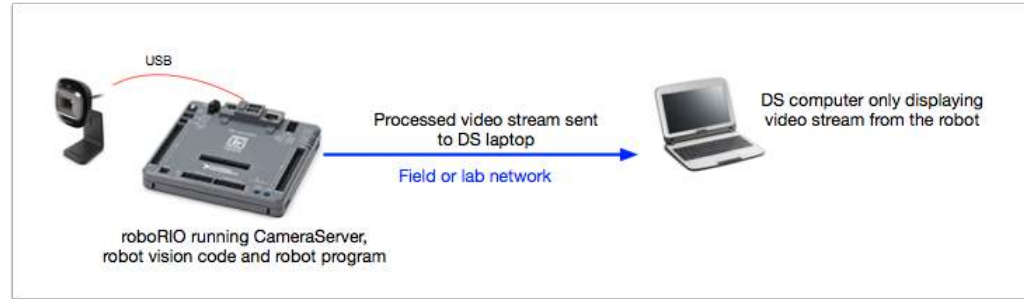 USB
Processed video stream sent
to DS laptop
Field or lab network
DS computer only displaying
video stream from the robot
roboRIO running CameraServer,
robot vision code and robot program